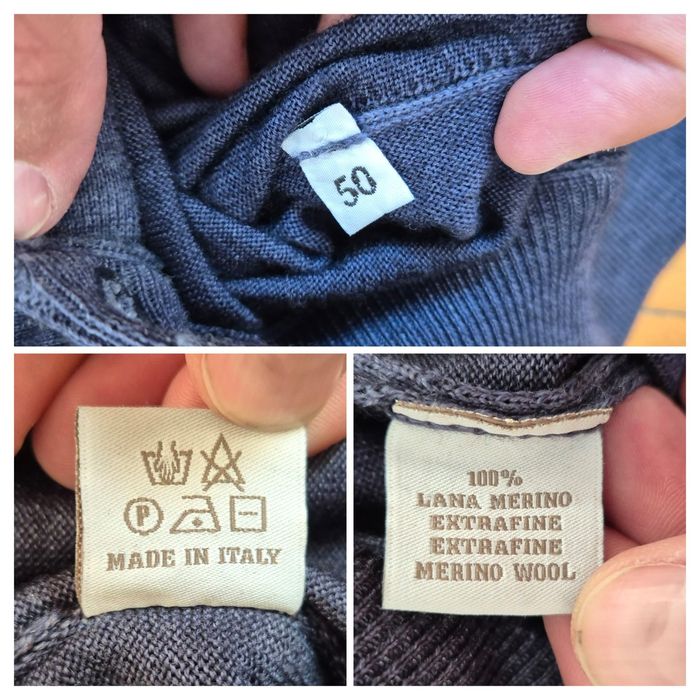 50
P
MADE IN ITALY
100%
LANA MERINO
EXTRAFINE
EXTRAFINE
MERINO WOOL